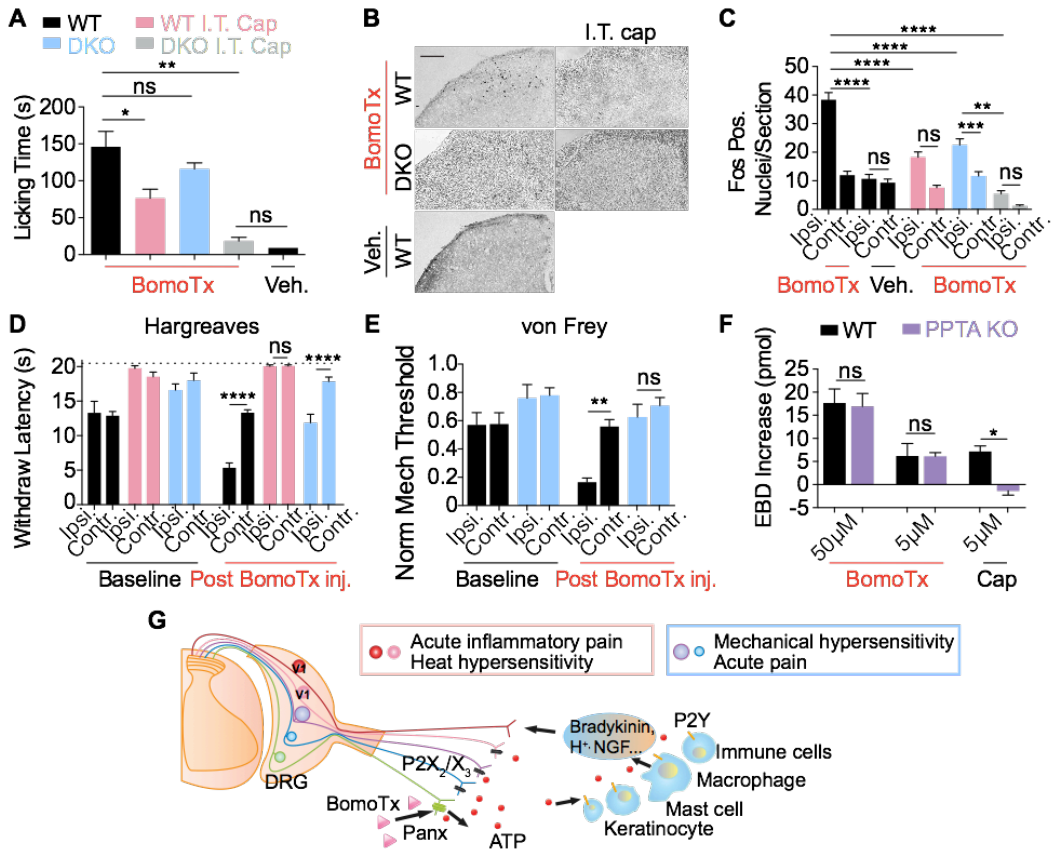 A
WT
WT I.T. Cap
DKO
DKO I.T. Cap
**
ns
*
ns
Licking Time (s)
200
150
100
50
0
BomoTx
Veh.
B
I.T. cap
BomoTx
WT
DKO
Veh.
WT
C
****
****
****
****
**
ns
ns
***
ns
Fos Pos.
Nuclei/Section
50
40
30
20
10
0
Ipsi.
Contr.
Ipsi.
Contr.
Ipsi.
Contr.
Ipsi.
Contr.
Ipsi.
Contr.
BomoTx
Veh.
BomoTx
D
Hargreaves
ns
****
****
Withdraw Latency (s)
20
15
10
5
0
Ipsi.
Contr.
Ipsi.
Contr.
Ipsi.
Contr.
Ipsi.
Contr.
Ipsi.
Contr.
Ipsi.
Contr.
Baseline
Post BomoTx inj.
E
von Frey
ns
**
Norm Mech Threshold
1.0
0.8
0.6
0.4
0.2
0
Ipsi.
Contr.
Ipsi.
Contr.
Ipsi.
Contr.
Ipsi.
Contr.
Baseline
Post BomoTx inj.
F
WT
PPTA KO
ns
ns
*
EBD Increase (pmol)
25
20
15
10
5
0
-5
50µM
5µM
5µM
BomoTx
Cap
G
Acute inflammatory pain
Heat hypersensitivity
Mechanical hypersensitivity
Acute pain
V1
V1
DRG
P2X2/X3
BomoTx
Panx
ATP
Bradykinin,
H+, NGF...
P2Y
Immune cells
Macrophage
Mast cell
Keratinocyte